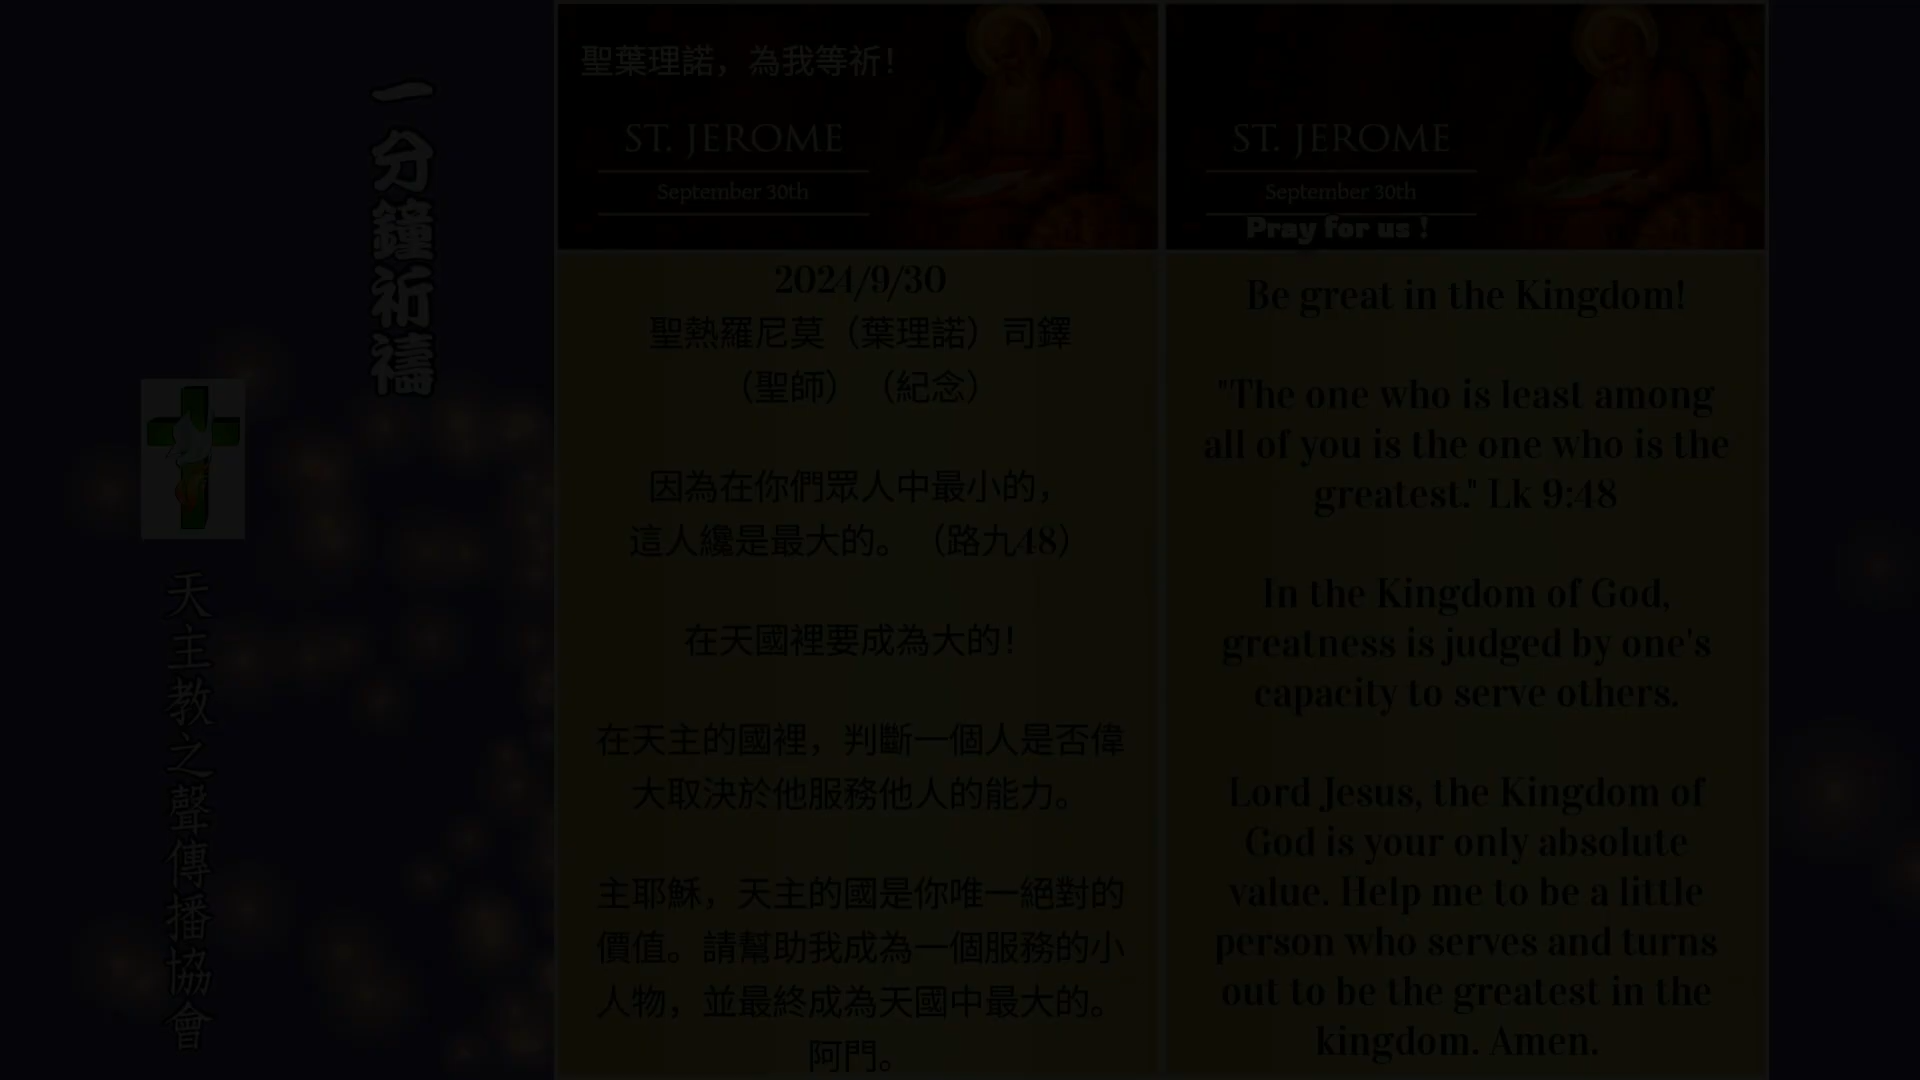 一分鐘祈禱
天主教之聲傳播協會
聖葉理諾，為我等祈！
ST. JEROME
September 30th
2024/9/30
聖熱羅尼莫（葉理諾）司鐸
（聖師）（紀念）
因為在你們眾人中最小的，
這人纔是最大的。（路九48）
在天國裡要成為大的！
在天主的國裡，判斷一個人是否偉
大取決於他服務他人的能力。
主耶穌，天主的國是你唯一絕對的
價值。請幫助我成為一個服務的小
人物，並最終成為天國中最大的。
阿門。
ST. JEROME
September 30th
Pray for us !
Be great in the Kingdom!
"The one who is least among
all of you is the one who is the
greatest." Lk 9:48
In the Kingdom of God,
greatness is judged by one's
capacity to serve others.
Lord Jesus, the Kingdom of
God is your only absolute
value. Help me to be a little
person who serves and turns
out to be the greatest in the
kingdom. Amen.